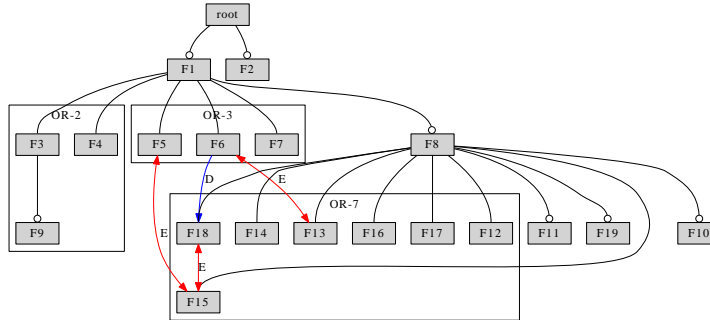 root
F1 F2
OR-2 OR-3
F3 F4 F5 F6 F7 F8
D E
OR-7
F9 F18 F14 F13 F16 F17 F12 F11 F19 F10
E E
F15